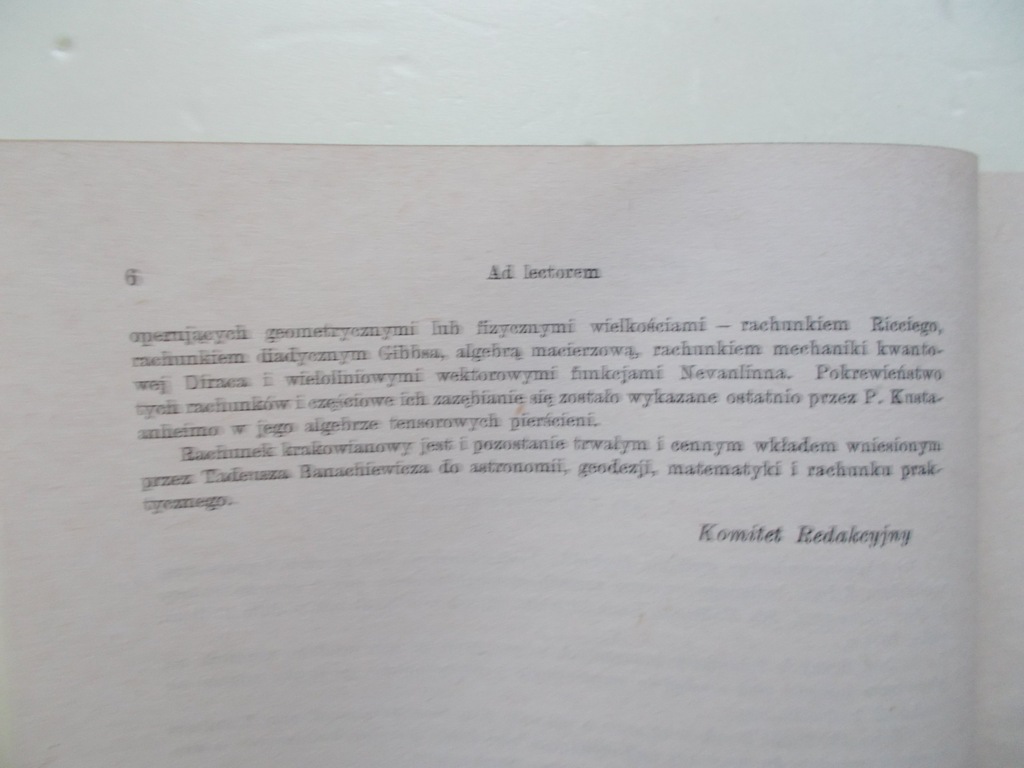 6
Ad lectorem
operujących geometrycznymi lub fizycznymi wielkościami – rachunkiem Ricciego,
rachunkiem diadycznym Gibbsa, algebrą macierzową, rachunkiem mechaniki kwanto-
wej Diraca i wieloliniowymi wektorowymi funkcjami Nevanlinna. Pokrewieństwo
tych rachunków i częściowe ich zazębianie się zostało wykazane ostatnio przez P. Kusta-
anheimo w jego algebrze tensorowych pierścieni.
Rachunek krakowianowy jest i pozostanie trwałym i cennym wkładem wniesionym
przez Tadeusza Banachiewicza do astronomii, geodezji, matematyki i rachunku prak-
tycznego.
Komitet Redakcyjny